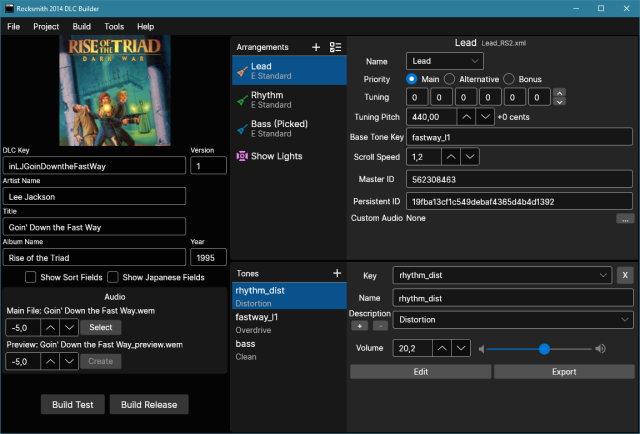 Rocksmith 2014 DLC Builder
File Project Build Tools Help
RISE OF THE TRIAD
DARK WAR
DLC Key Version
inLJGoinDowntheFastWay 1
Artist Name
Lee Jackson
Title
Goin' Down the Fast Way
Album Name Year
Rise of the Triad 1995
Show Sort Fields Show Japanese Fields
Audio
Main File: Goin' Down the Fast Way.wem
-5,0 Select
Preview: Goin' Down the Fast Way_preview.wem
-5,0 Create
Build Test Build Release
Arrangements +
Lead
E Standard
Rhythm
E Standard
Bass (Picked)
E Standard
Show Lights
Lead Lead_RS2.xml
Name Lead
Priority Main Alternative Bonus
Tuning 0 0 0 0 0 0
Tuning Pitch 440,00 +0 cents
Base Tone Key fastway_l1
Scroll Speed 1,2
Master ID 562308463
Persistent ID 19fba13cf1c549debaf4365d4b4d1392
Custom Audio None ...
Tones +
rhythm_dist
Distortion
fastway_l1
Overdrive
bass
Clean
Key rhythm_dist X
Name rhythm_dist
Description Distortion
+ -
Volume 20,2
Edit Export